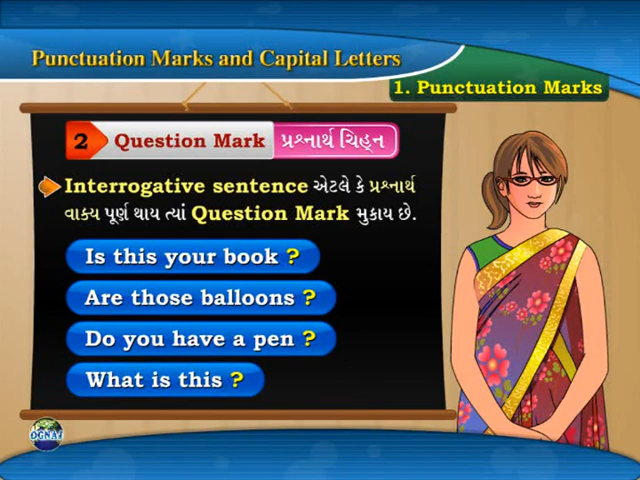 Punctuation Marks and Capital Letters
1. Punctuation Marks
2 Question Mark પ્રશ્નાર્થ ચિહ્ન
Interrogative sentence એટલે કે પ્રશ્નાર્થ
વાક્ય પૂર્ણ થાય ત્યાં Question Mark મુકાય છે.
Is this your book ?
Are those balloons ?
Do you have a pen ?
What is this ?